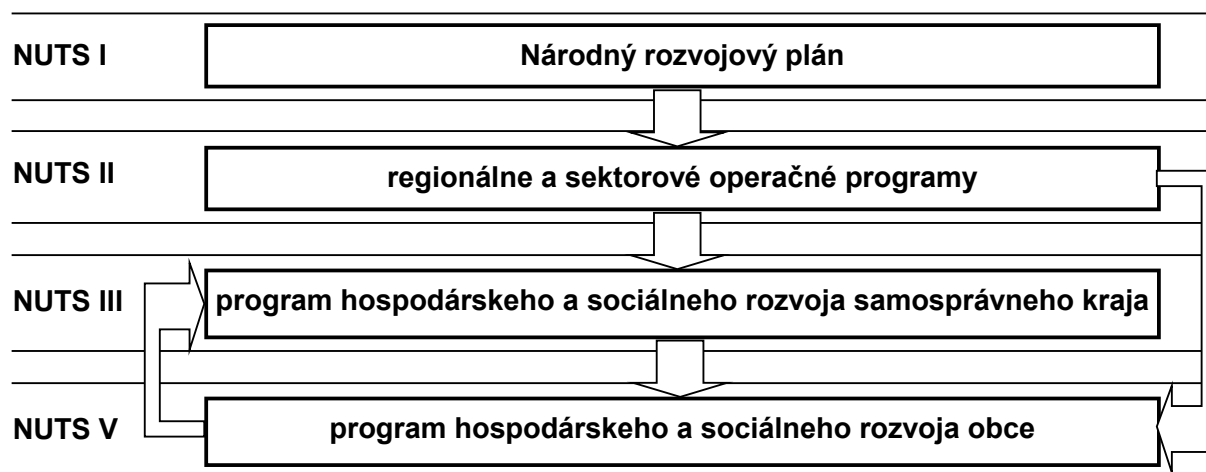 NUTS I
Národný rozvojový plán
NUTS II
regionálne a sektorové operačné programy
NUTS III
program hospodárskeho a sociálneho rozvoja samosprávneho kraja
NUTS V
program hospodárskeho a sociálneho rozvoja obce